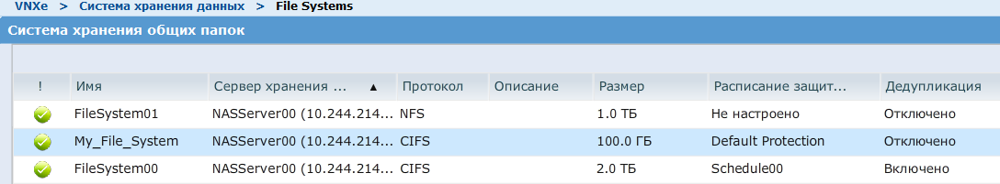 VNXe > Система хранения данных > File Systems
Система хранения общих папок
! Имя Сервер хранения ... ▲ Протокол Описание Размер Расписание защит... Дедупликация
FileSystem01 NASServer00 (10.244.214... NFS 1.0 ТБ Не настроено Отключено
My_File_System NASServer00 (10.244.214... CIFS 100.0 ГБ Default Protection Отключено
FileSystem00 NASServer00 (10.244.214... CIFS 2.0 ТБ Schedule00 Включено